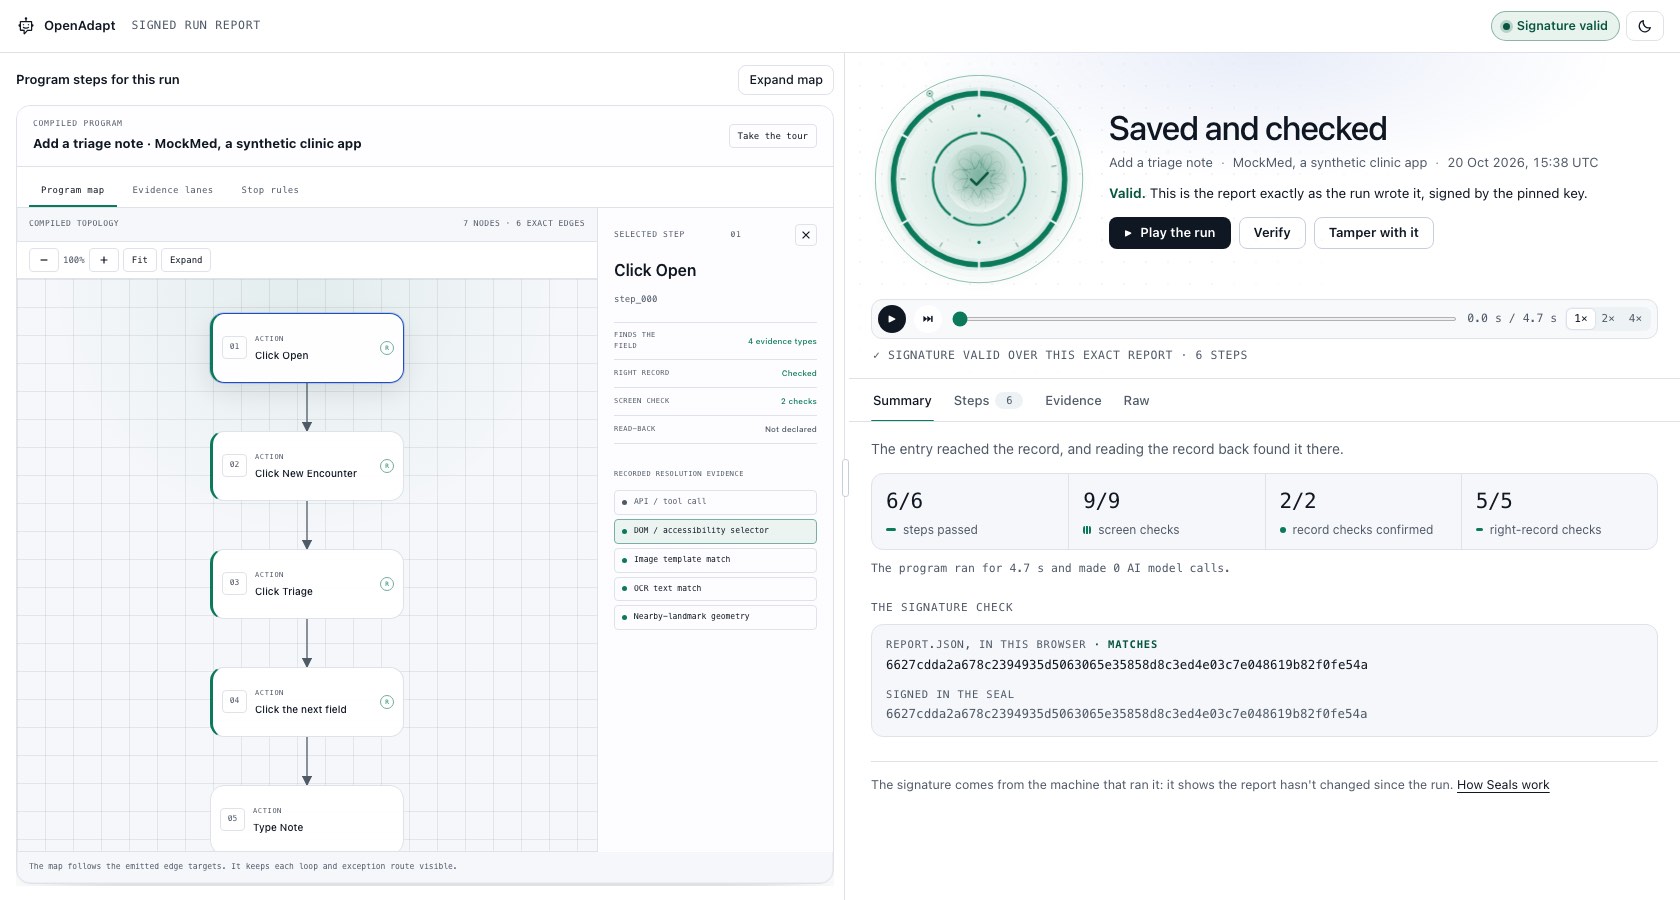 OpenAdapt SIGNED RUN REPORT
Signature valid
Program steps for this run
Expand map
COMPILED PROGRAM
Add a triage note · MockMed, a synthetic clinic app
Take the tour
Program map Evidence lanes Stop rules
COMPILED TOPOLOGY 7 NODES · 6 EXACT EDGES
− 100% + Fit Expand
01 ACTION
Click Open
R
02 ACTION
Click New Encounter
R
03 ACTION
Click Triage
R
04 ACTION
Click the next field
R
05 ACTION
Type Note
The map follows the emitted edge targets. It keeps each loop and exception route visible.
SELECTED STEP 01
Click Open
step_000
FINDS THE FIELD 4 evidence types
RIGHT RECORD Checked
SCREEN CHECK 2 checks
READ-BACK Not declared
RECORDED RESOLUTION EVIDENCE
API / tool call
DOM / accessibility selector
Image template match
OCR text match
Nearby-landmark geometry
Saved and checked
Add a triage note · MockMed, a synthetic clinic app · 20 Oct 2026, 15:38 UTC
Valid. This is the report exactly as the run wrote it, signed by the pinned key.
Play the run Verify Tamper with it
0.0 s / 4.7 s 1× 2× 4×
✓ SIGNATURE VALID OVER THIS EXACT REPORT · 6 STEPS
Summary Steps 6 Evidence Raw
The entry reached the record, and reading the record back found it there.
6/6 9/9 2/2 5/5
steps passed screen checks record checks confirmed right-record checks
The program ran for 4.7 s and made 0 AI model calls.
THE SIGNATURE CHECK
REPORT.JSON, IN THIS BROWSER · MATCHES
6627cdda2a678c2394935d5063065e35858d8c3ed4e03c7e048619b82f0fe54a
SIGNED IN THE SEAL
6627cdda2a678c2394935d5063065e35858d8c3ed4e03c7e048619b82f0fe54a
The signature comes from the machine that ran it: it shows the report hasn't changed since the run. How Seals work